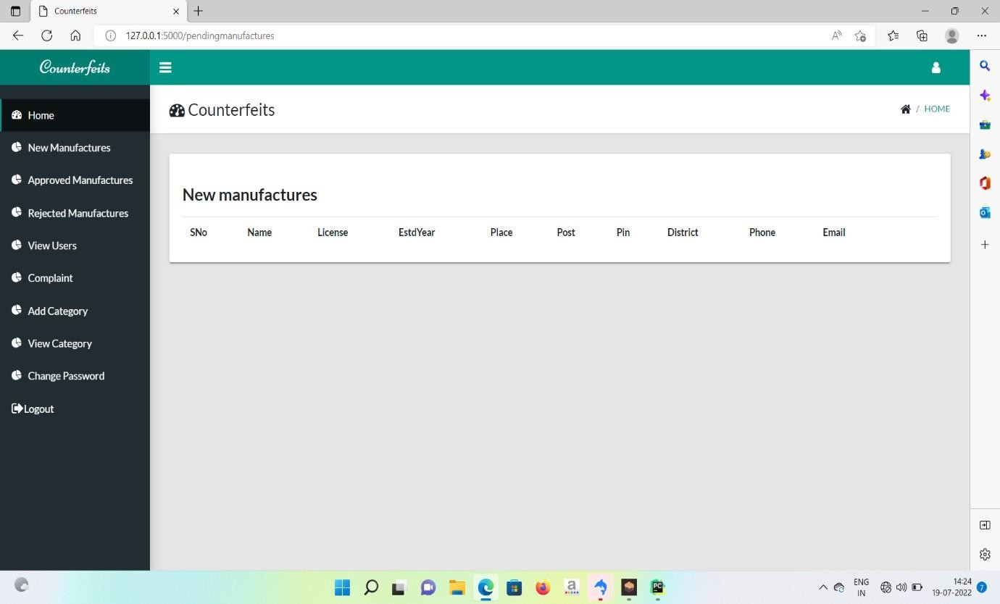 Counterfeits
127.0.0.1:5000/pendingmanufactures
Counterfeits
Counterfeits
/ HOME
Home
New Manufactures
Approved Manufactures
Rejected Manufactures
View Users
Complaint
Add Category
View Category
Change Password
Logout
New manufactures
SNo Name License EstdYear Place Post Pin District Phone Email
ENG
IN
14:24
19-07-2022
7